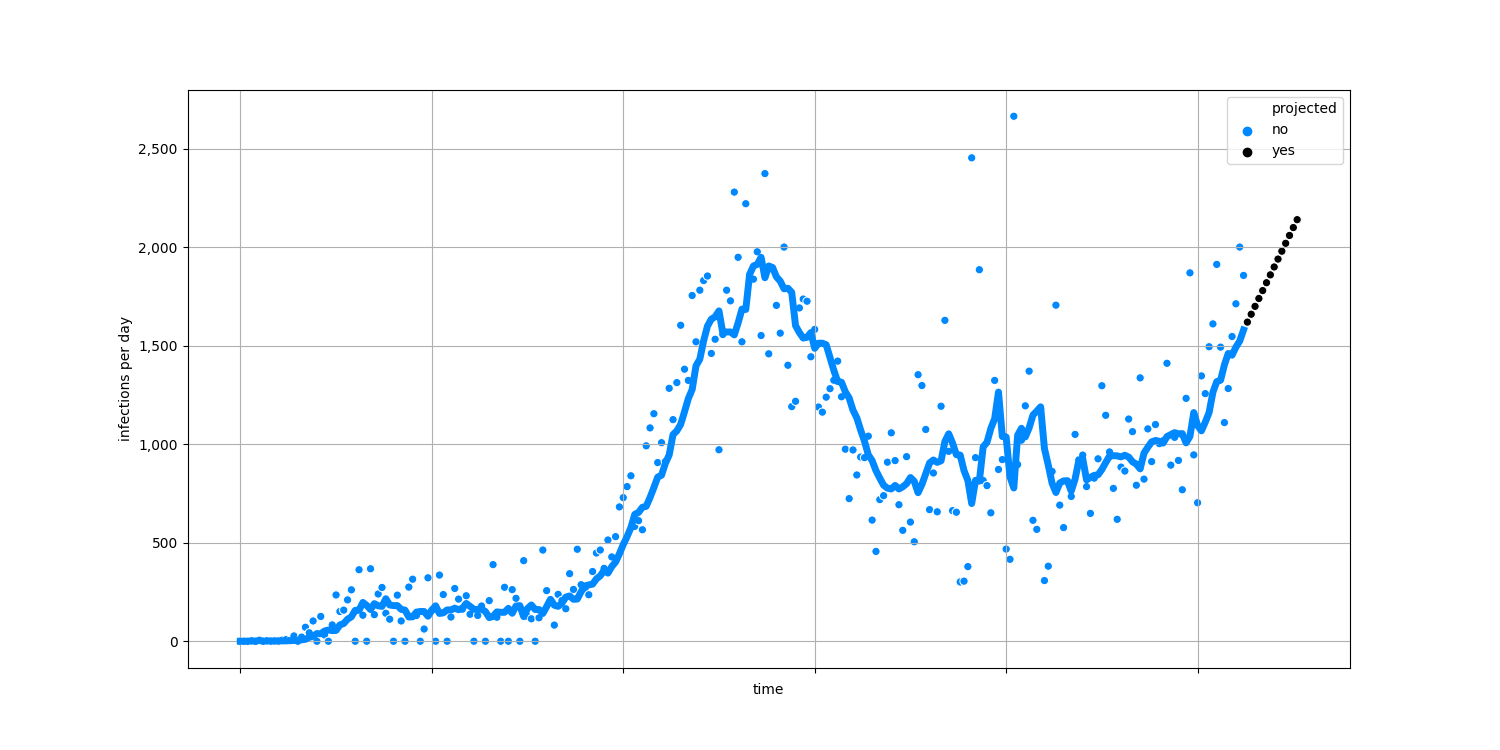 projected
no
yes
2,500
2,000
1,500
1,000
500
0
infections per day
time